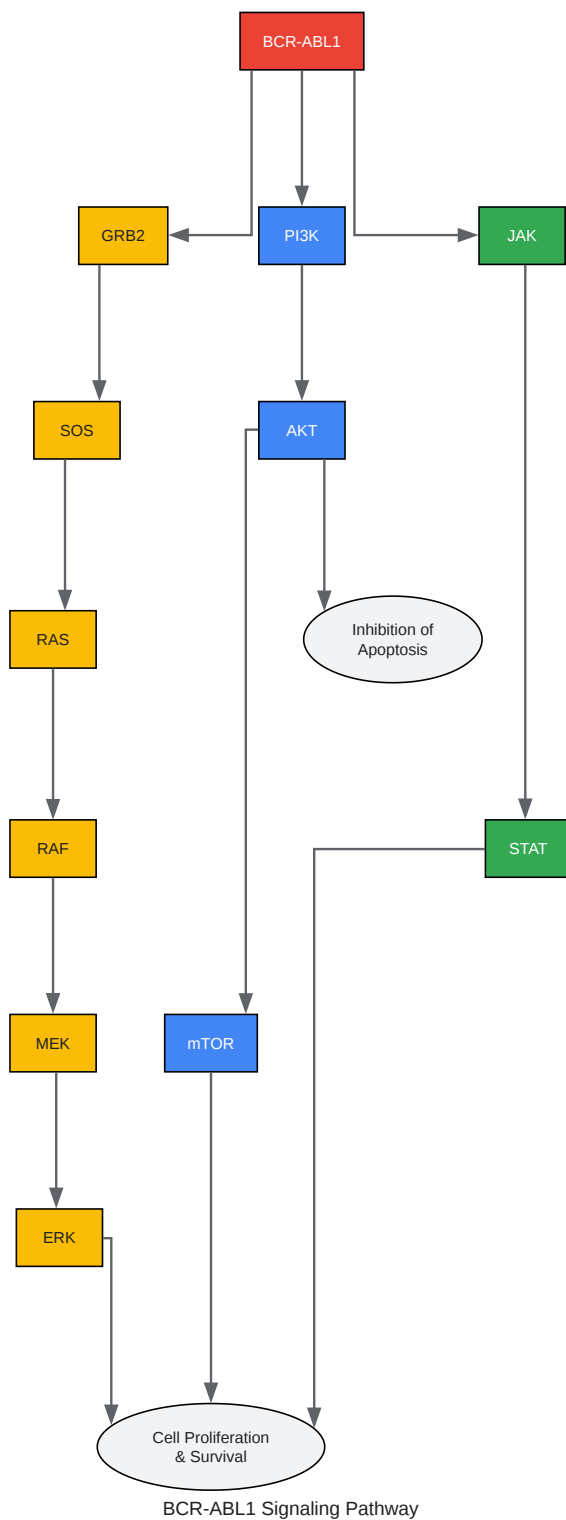 BCR-ABL1
GRB2
PI3K
JAK
SOS
AKT
RAS
Inhibition of
Apoptosis
RAF
STAT
MEK
mTOR
ERK
Cell Proliferation
& Survival
BCR-ABL1 Signaling Pathway